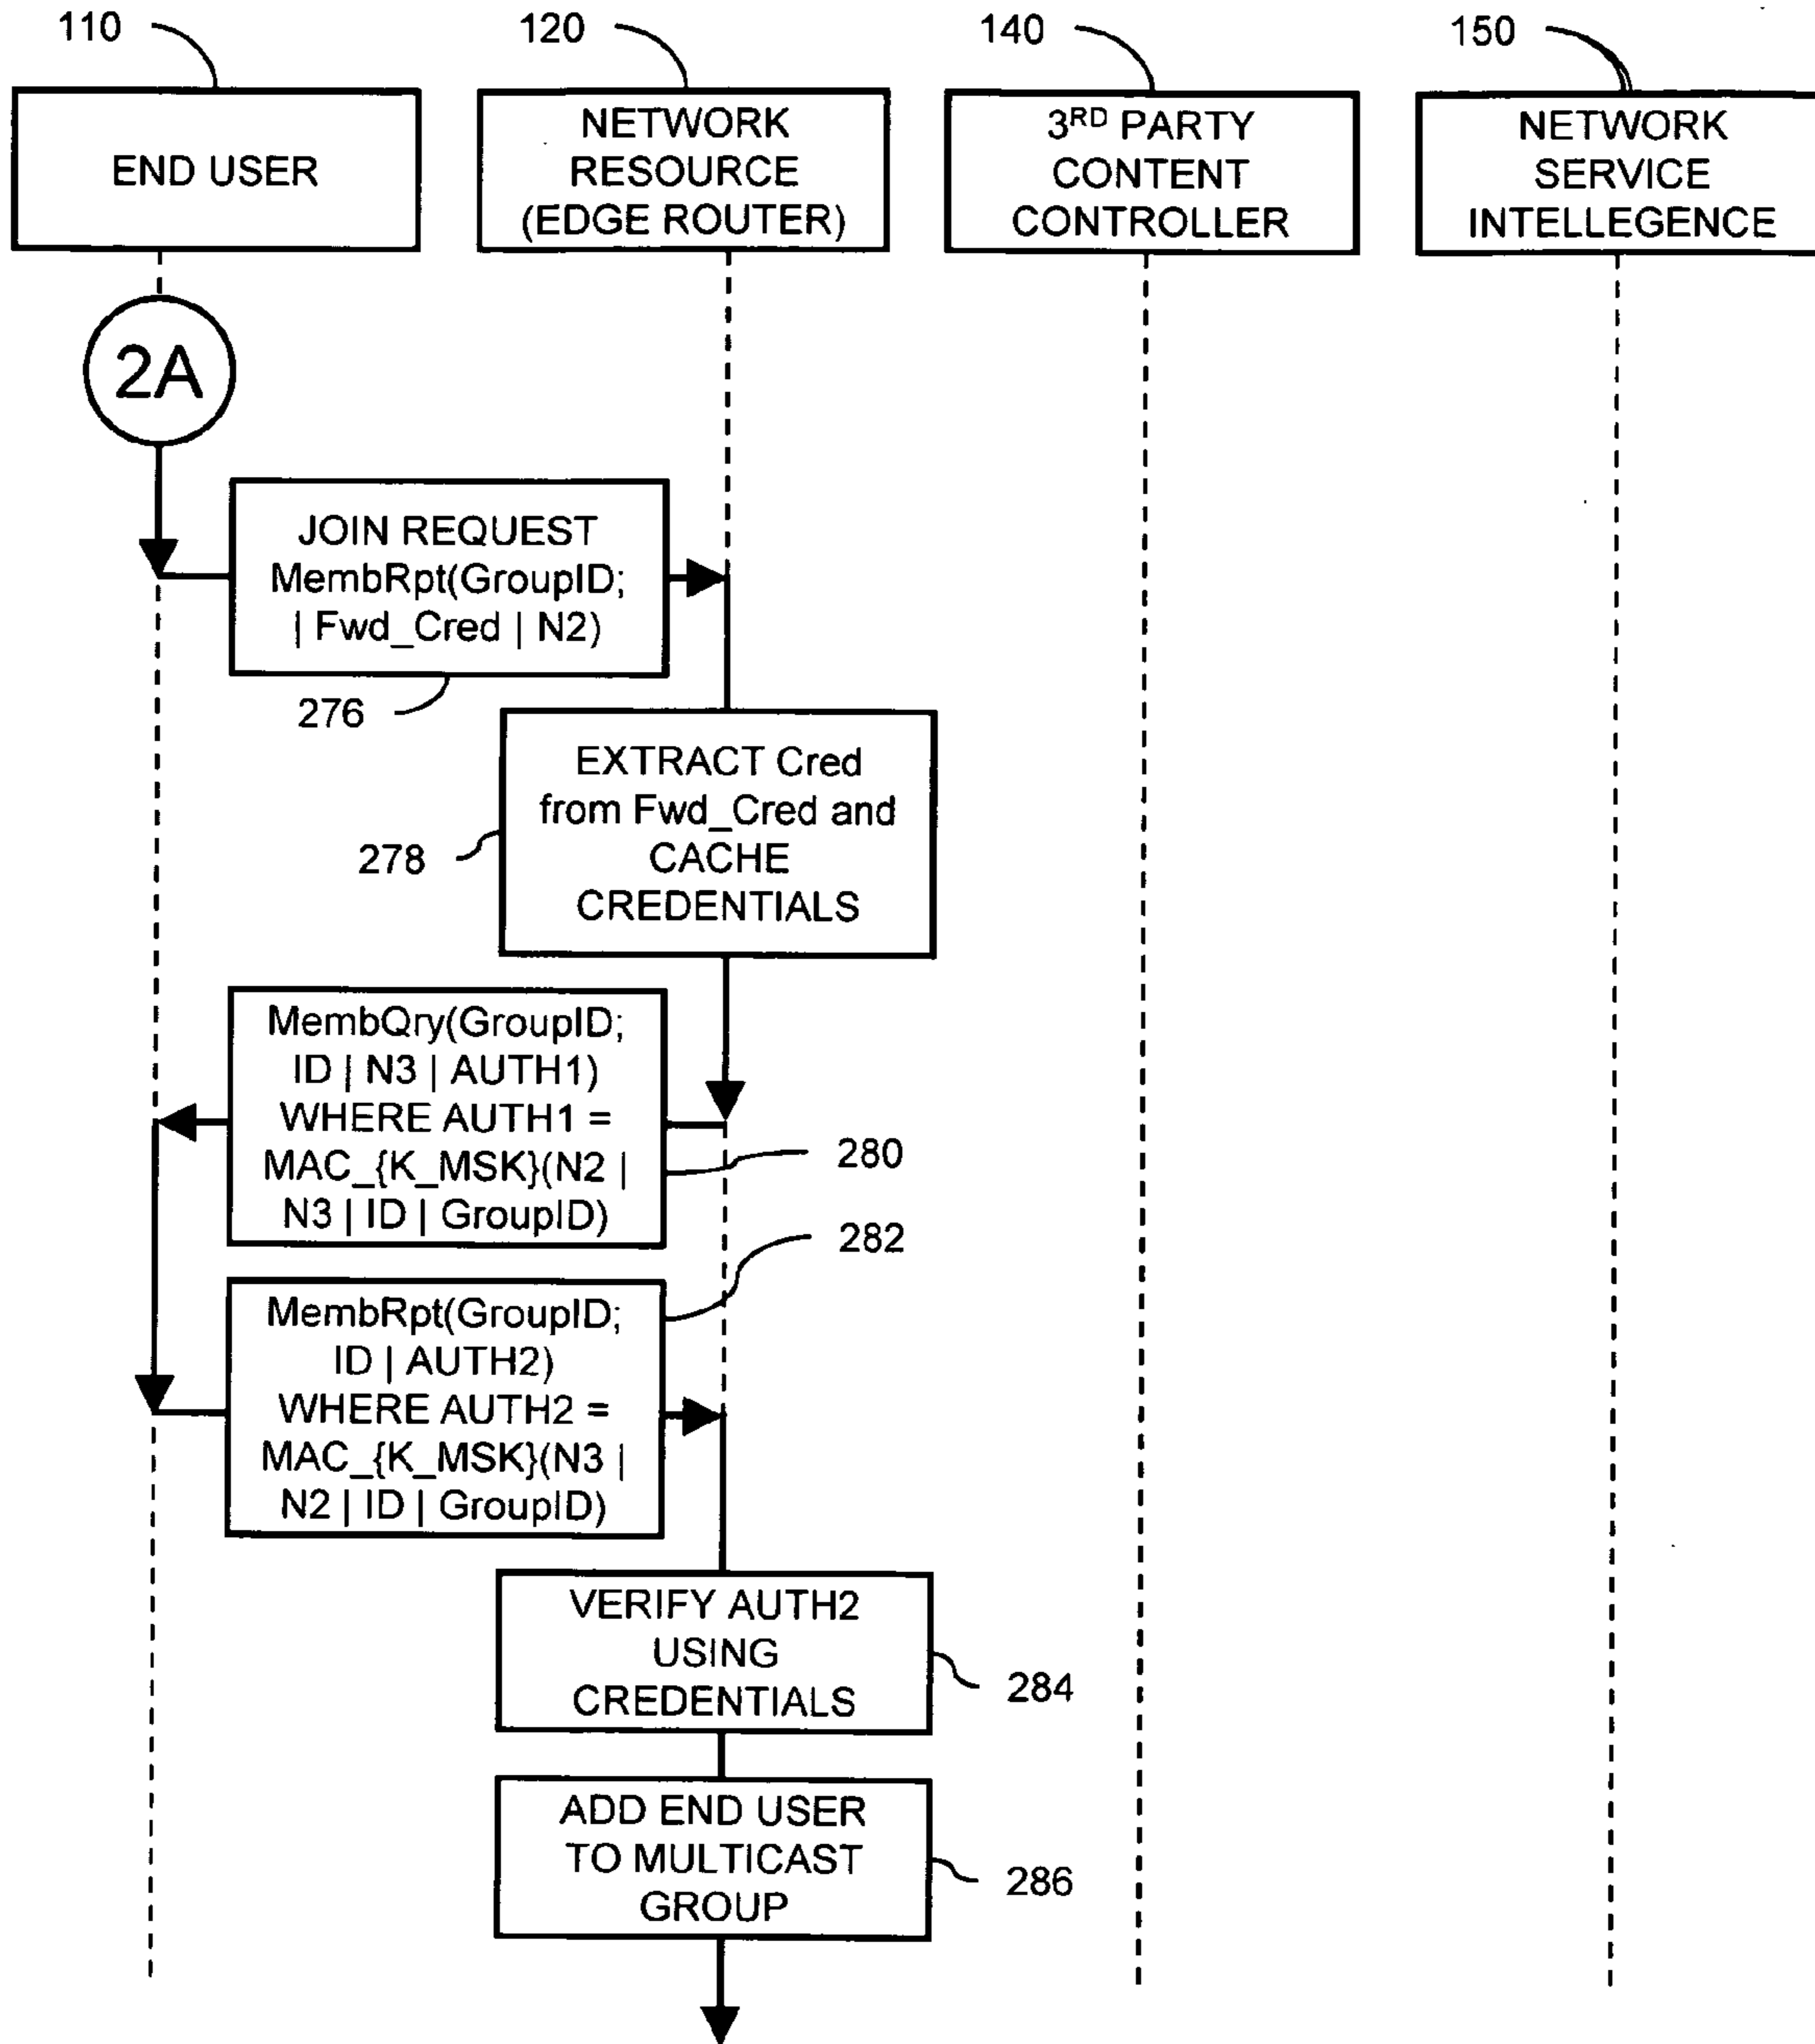 110
120
140
150
END USER
NETWORK
RESOURCE
(EDGE ROUTER)
3RD PARTY
CONTENT
CONTROLLER
NETWORK
SERVICE
INTELLEGENCE
2A
JOIN REQUEST
MembRpt(GroupID;
| Fwd_Cred | N2)
276
EXTRACT Cred
from Fwd_Cred and
CACHE
CREDENTIALS
278
MembQry(GroupID;
ID | N3 | AUTH1)
WHERE AUTH1 =
MAC_{K_MSK}(N2 |
N3 | ID | GroupID)
280
282
MembRpt(GroupID;
ID | AUTH2)
WHERE AUTH2 =
MAC_{K_MSK}(N3 |
N2 | ID | GroupID)
VERIFY AUTH2
USING
CREDENTIALS
284
ADD END USER
TO MULTICAST
GROUP
286